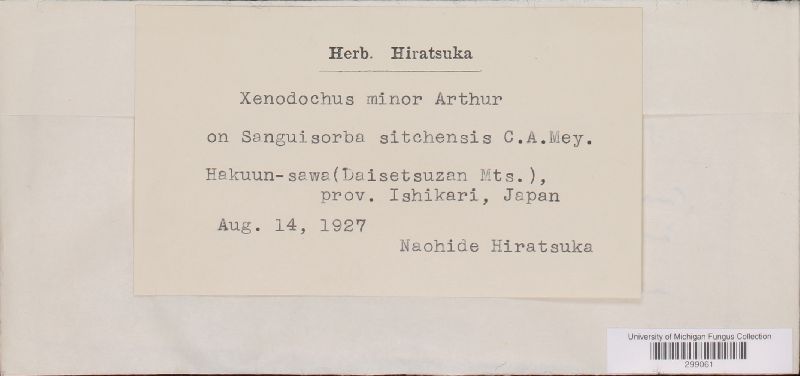 Herb. Hiratsuka
Xenodochus minor Arthur
on Sanguisorba sitchensis C.A.Mey.
Hakuun-sawa(Daisetsuzan Mts.),
prov. Ishikari, Japan
Aug. 14, 1927
Naohide Hiratsuka
University of Michigan Fungus Collection
299061